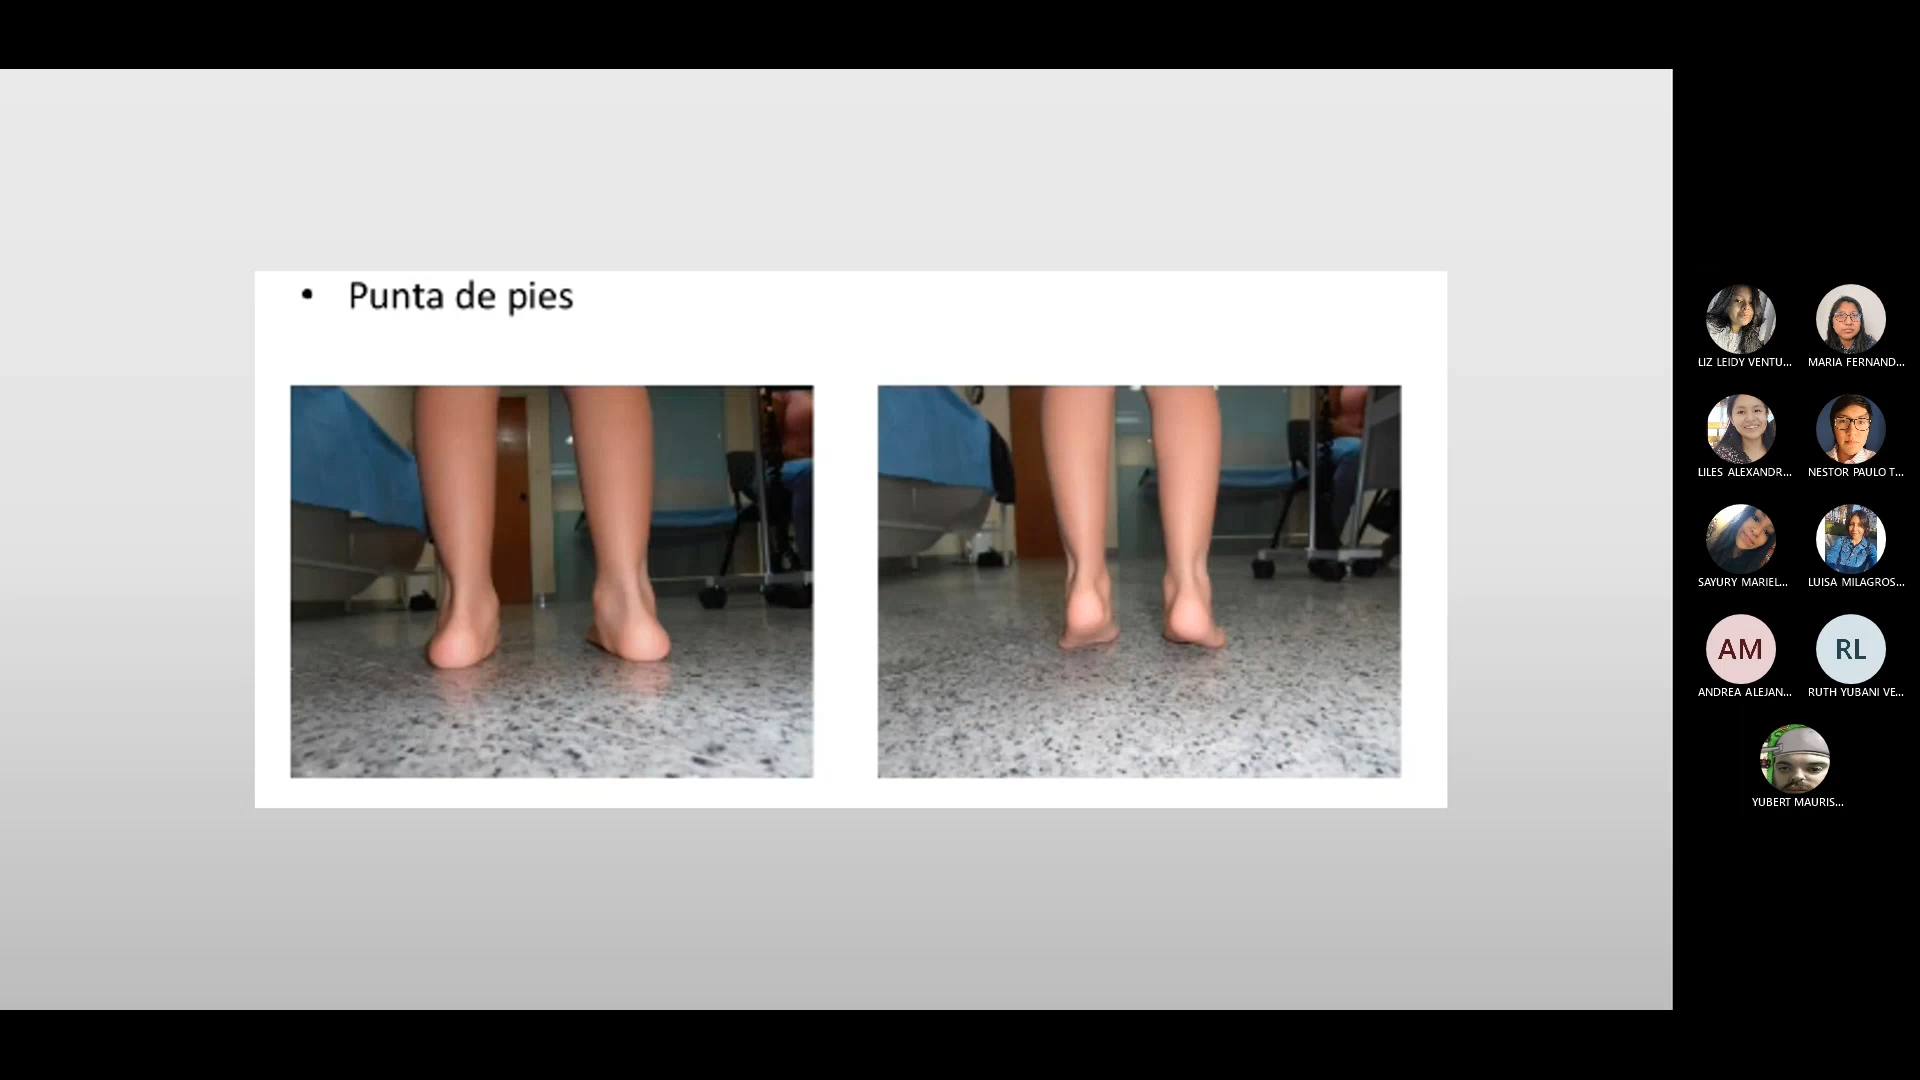 • Punta de pies
LIZ LEIDY VENTU...
MARIA FERNAND...
LILES ALEXANDR...
NESTOR PAULO T...
SAYURY MARIEL...
LUISA MILAGROS...
AM
RL
ANDREA ALEJAN...
RUTH YUBANI VE...
YUBERT MAURIS...